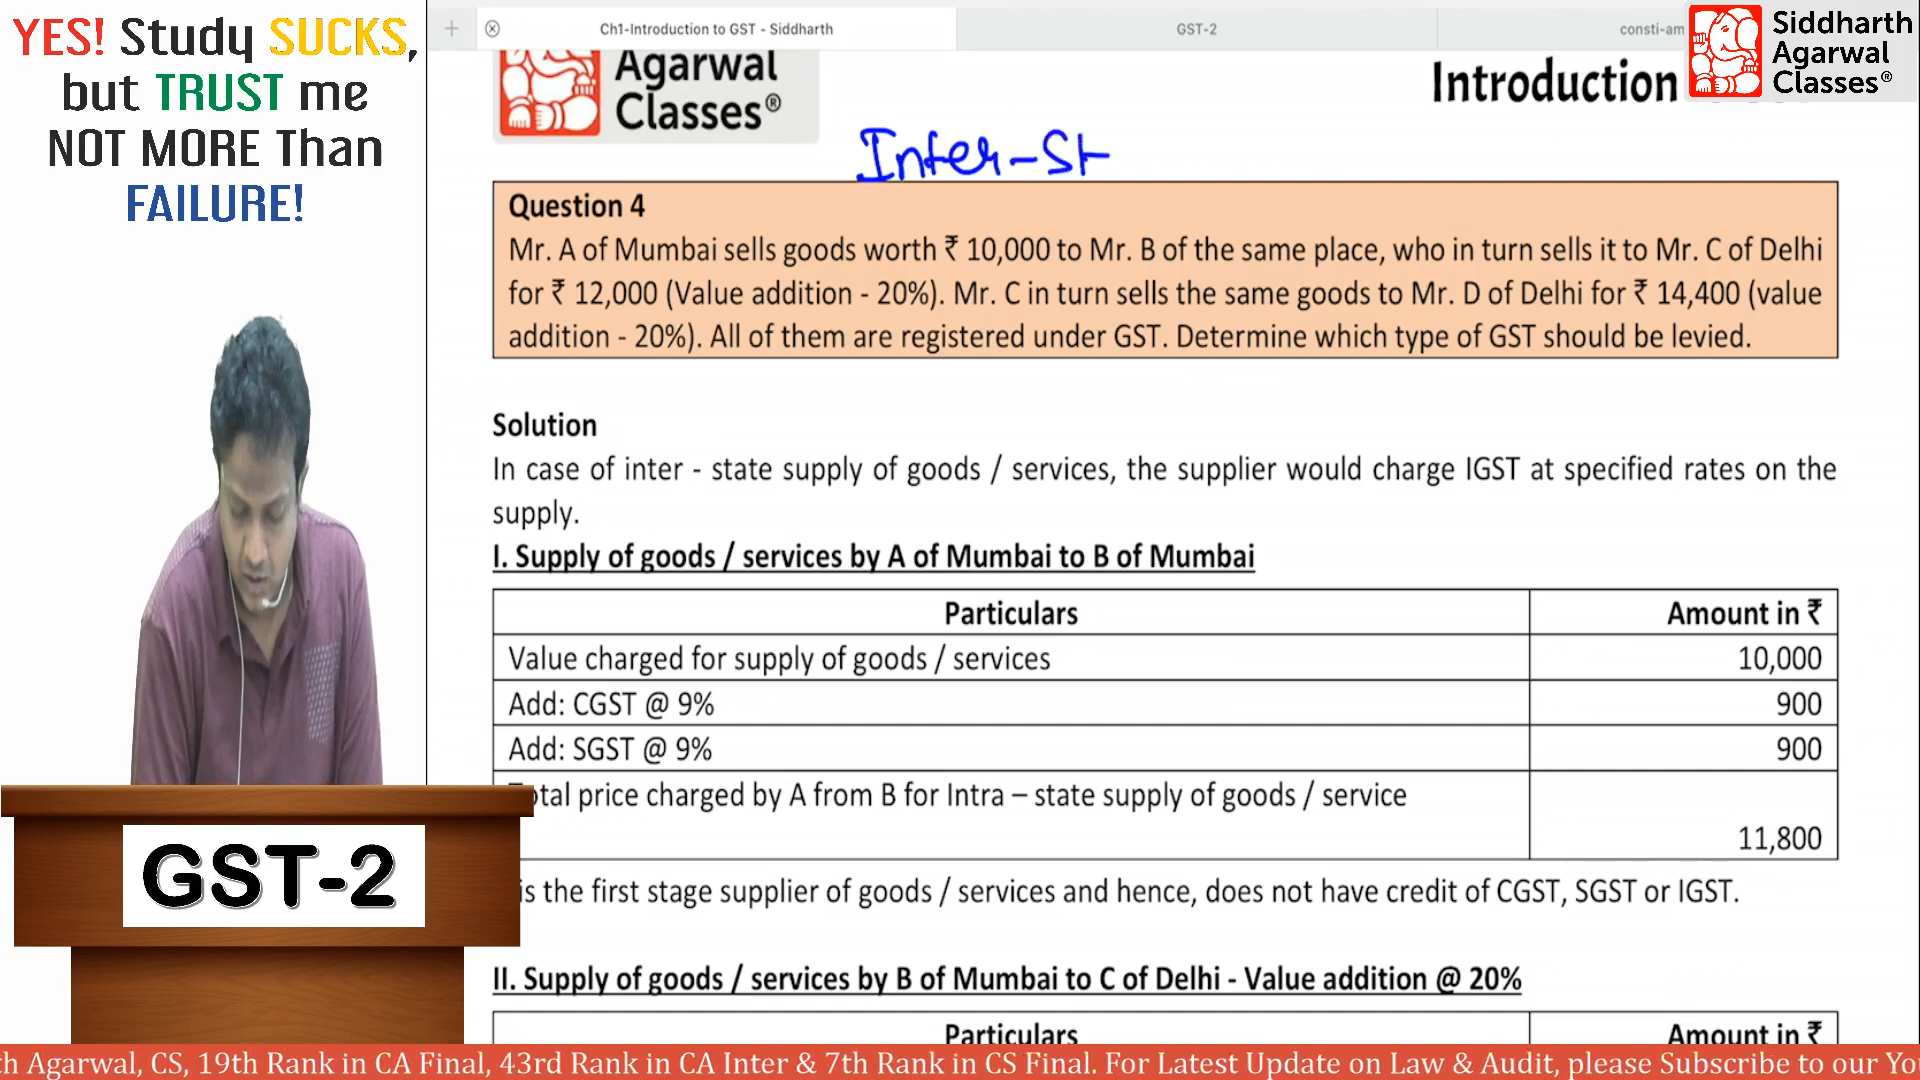 YES! Study SUCKS,
but TRUST me
NOT MORE Than
FAILURE!
Ch1-Introduction to GST - Siddharth
GST-2
consti-am
Siddharth
Agarwal
Classes®
Agarwal
Classes®
Introduction
Inter-St
Question 4
Mr. A of Mumbai sells goods worth ₹ 10,000 to Mr. B of the same place, who in turn sells it to Mr. C of Delhi
for ₹ 12,000 (Value addition - 20%). Mr. C in turn sells the same goods to Mr. D of Delhi for ₹ 14,400 (value
addition - 20%). All of them are registered under GST. Determine which type of GST should be levied.
Solution
In case of inter - state supply of goods / services, the supplier would charge IGST at specified rates on the
supply.
I. Supply of goods / services by A of Mumbai to B of Mumbai
Particulars Amount in ₹
Value charged for supply of goods / services 10,000
Add: CGST @ 9% 900
Add: SGST @ 9% 900
otal price charged by A from B for Intra – state supply of goods / service
11,800
is the first stage supplier of goods / services and hence, does not have credit of CGST, SGST or IGST.
II. Supply of goods / services by B of Mumbai to C of Delhi - Value addition @ 20%
Particulars Amount in ₹
GST-2
h Agarwal, CS, 19th Rank in CA Final, 43rd Rank in CA Inter & 7th Rank in CS Final. For Latest Update on Law & Audit, please Subscribe to our Yo